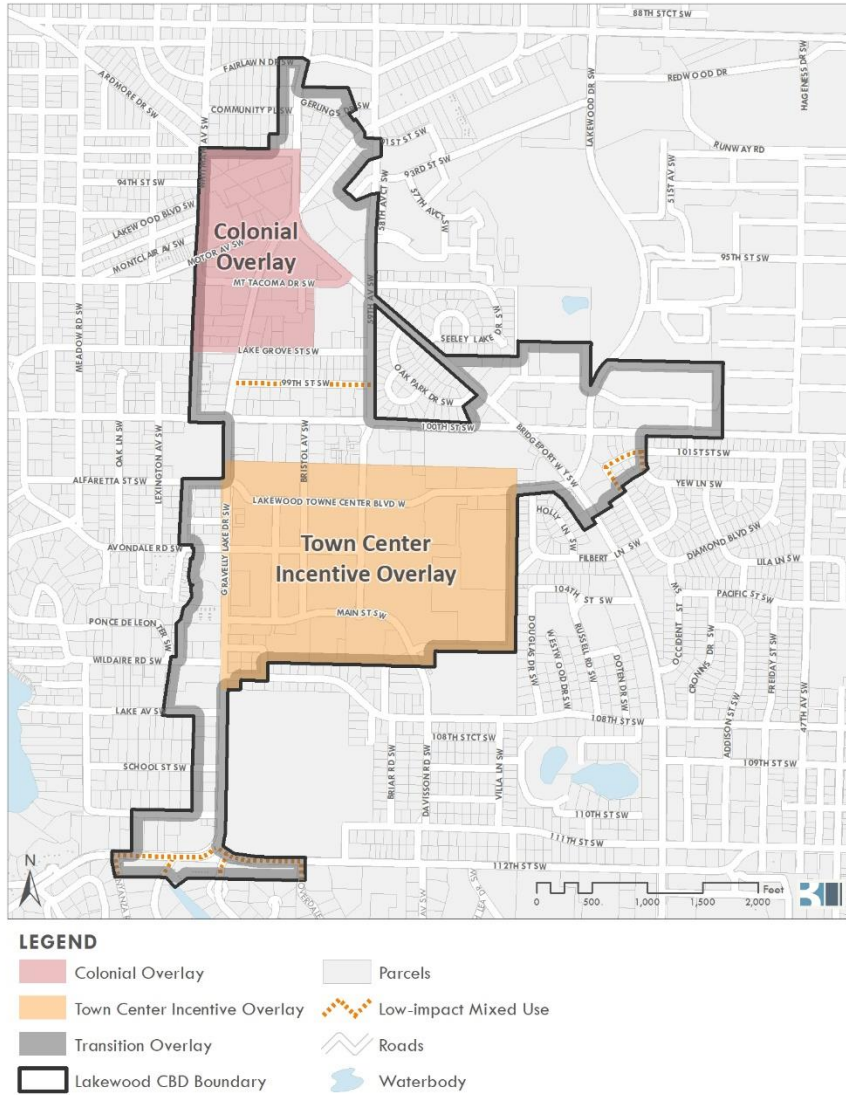 88TH STCT SW
FAIRLAWN DR SW
ARDMORE DR SW
REDWOOD DR
HAGENESS DR SW
LAKEWOOD DR SW
COMMUNITY PL SW
GERUNGS DR SW
91ST ST SW
93RD ST SW
RUNWAY RD
51ST AV SW
94TH ST SW
57TH AVCT SW
58TH AVCT SW
LAKEWOOD BLVD SW
MONTCLAIR AV SW
MOTOR AV SW
Colonial
Overlay
95TH ST SW
MT TACOMA DR SW
59TH AV SW
MEADOW RD SW
SEELEY LAKE DR SW
LAKE GROVE ST SW
OAK PARK DR SW
99TH ST SW
100TH ST SW
BRIDGEPORT WY SW
OAK LN SW
LEXINGTON AV SW
BRISTOL AV SW
101ST ST SW
ALFARETTA ST SW
YEW LN SW
LAKEWOOD TOWNE CENTER BLVD W
HOLLY LN SW
DIAMOND BLVD SW
GRAVELLY LAKE DR SW
Town Center
Incentive Overlay
AVONDALE RD SW
FILBERT LN SW
LILA LN SW
104TH ST SW
PACIFIC ST SW
MAIN ST SW
PONCE DE LEON TER SW
DOUGLAS DR SW
WESTWOOD DR SW
RUSSELL RD SW
DOTEN DR SW
OCCIDENT ST SW
CRONINS DR SW
FREIDAY ST SW
WILDAIRE RD SW
ADDISON ST SW
47TH AV SW
LAKE AV SW
108TH ST SW
108TH STCT SW
BRIAR RD SW
DAVISSON RD SW
VILLA LN SW
109TH ST SW
SCHOOL ST SW
110TH ST SW
111TH ST SW
112TH ST SW
N
Feet
0 500 1,000 1,500 2,000
LEGEND
Colonial Overlay
Parcels
Town Center Incentive Overlay
Low-impact Mixed Use
Transition Overlay
Roads
Lakewood CBD Boundary
Waterbody